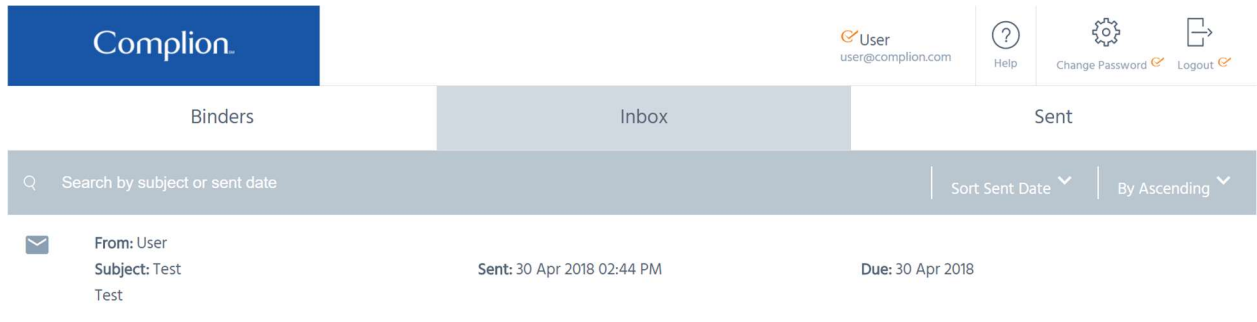 Complion
User
user@complion.com
Help
Change Password
Logout
Binders
Inbox
Sent
Search by subject or sent date
Sort Sent Date
By Ascending
From: User
Subject: Test
Sent: 30 Apr 2018 02:44 PM
Due: 30 Apr 2018
Test